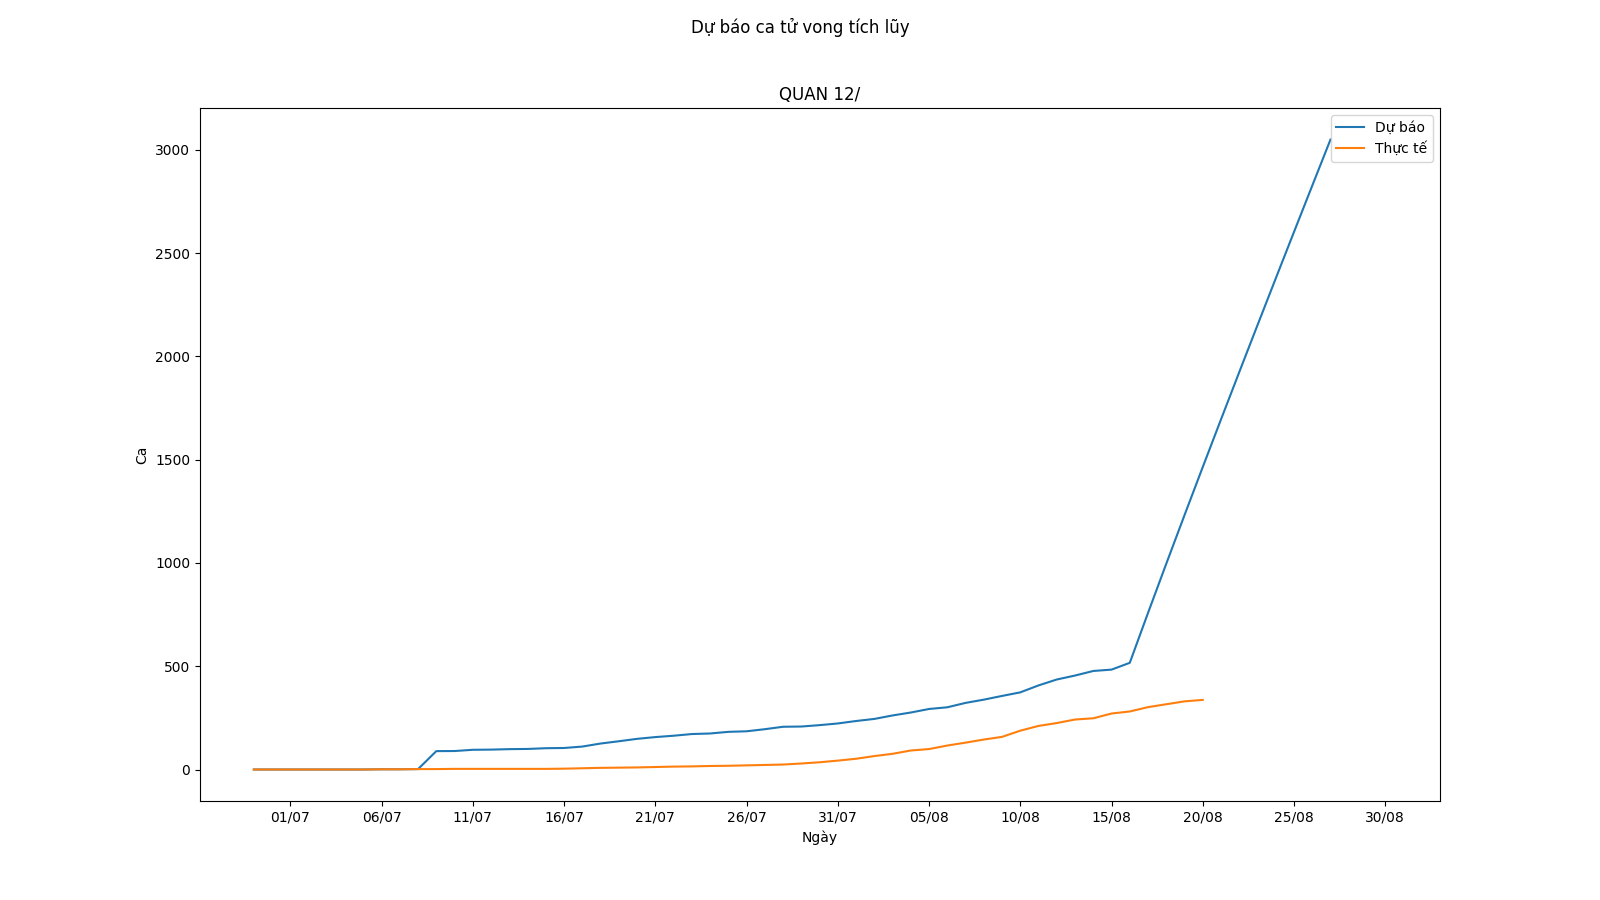 Dự báo ca tử vong tích lũy
QUAN 12/
Dự báo
Thực tế
3000
2500
2000
1500
1000
500
0
Ca
01/07 06/07 11/07 16/07 21/07 26/07 31/07 05/08 10/08 15/08 20/08 25/08 30/08
Ngày